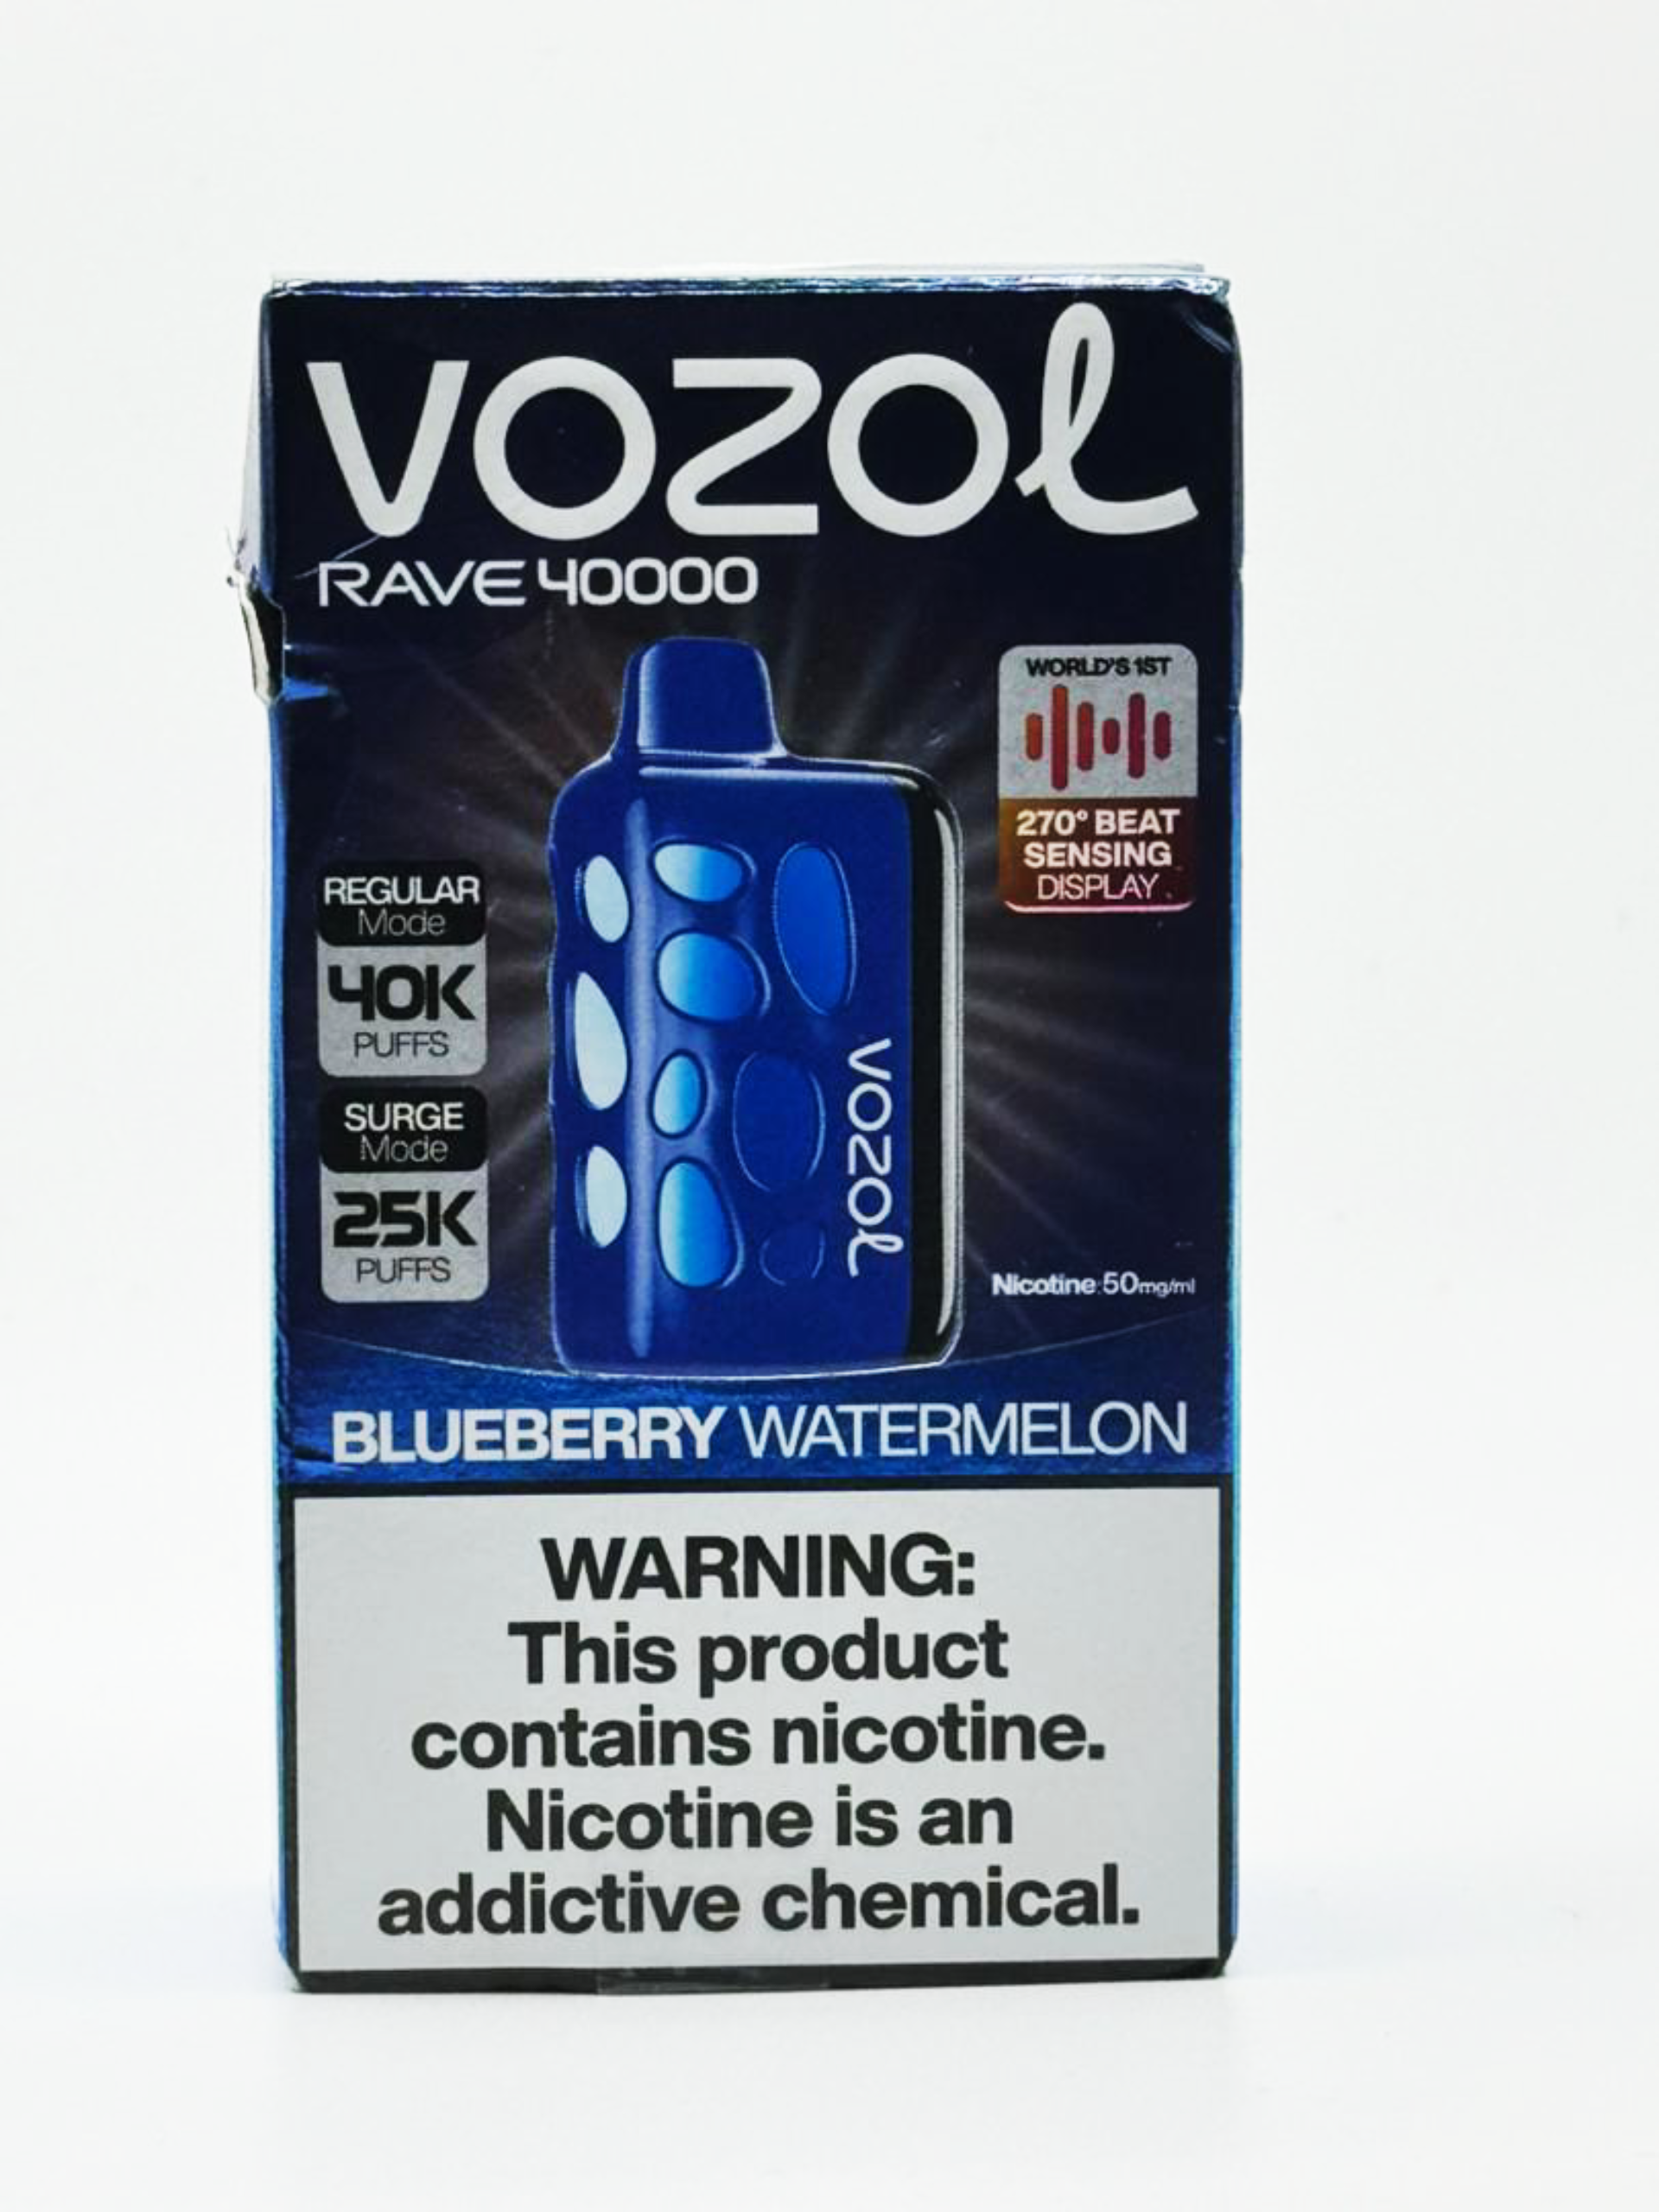 VOZOL
RAVE 40000
WORLD'S 1ST
270° BEAT
SENSING
DISPLAY
REGULAR
Mode
40K
PUFFS
SURGE
Mode
25K
PUFFS
VOZOL
Nicotine:50mg/ml
BLUEBERRY WATERMELON
WARNING:
This product
contains nicotine.
Nicotine is an
addictive chemical.